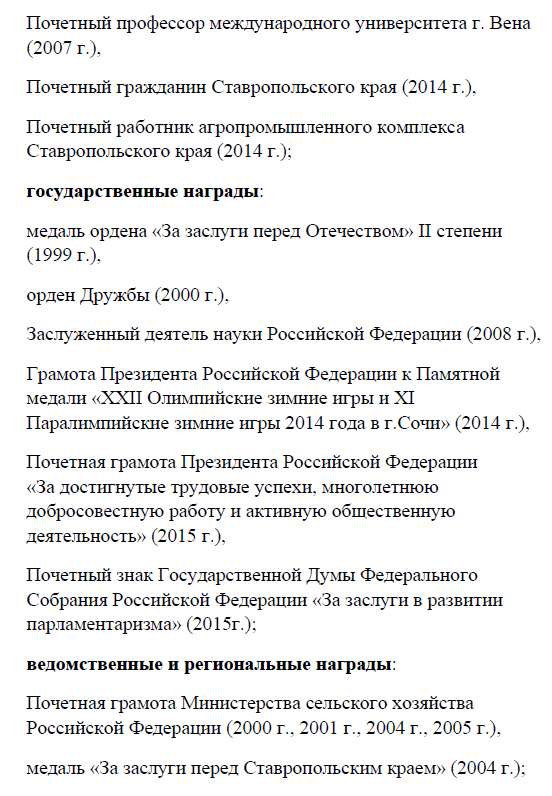 Почетный профессор международного университета г. Вена
(2007 г.),
Почетный гражданин Ставропольского края (2014 г.),
Почетный работник агропромышленного комплекса
Ставропольского края (2014 г.);
государственные награды:
медаль ордена «За заслуги перед Отечеством» II степени
(1999 г.),
орден Дружбы (2000 г.),
Заслуженный деятель науки Российской Федерации (2008 г.),
Грамота Президента Российской Федерации к Памятной
медали «XXII Олимпийские зимние игры и XI
Паралимпийские зимние игры 2014 года в г.Сочи» (2014 г.),
Почетная грамота Президента Российской Федерации
«За достигнутые трудовые успехи, многолетнюю
добросовестную работу и активную общественную
деятельность» (2015 г.),
Почетный знак Государственной Думы Федерального
Собрания Российской Федерации «За заслуги в развитии
парламентаризма» (2015г.);
ведомственные и региональные награды:
Почетная грамота Министерства сельского хозяйства
Российской Федерации (2000 г., 2001 г., 2004 г., 2005 г.),
медаль «За заслуги перед Ставропольским краем» (2004 г.);